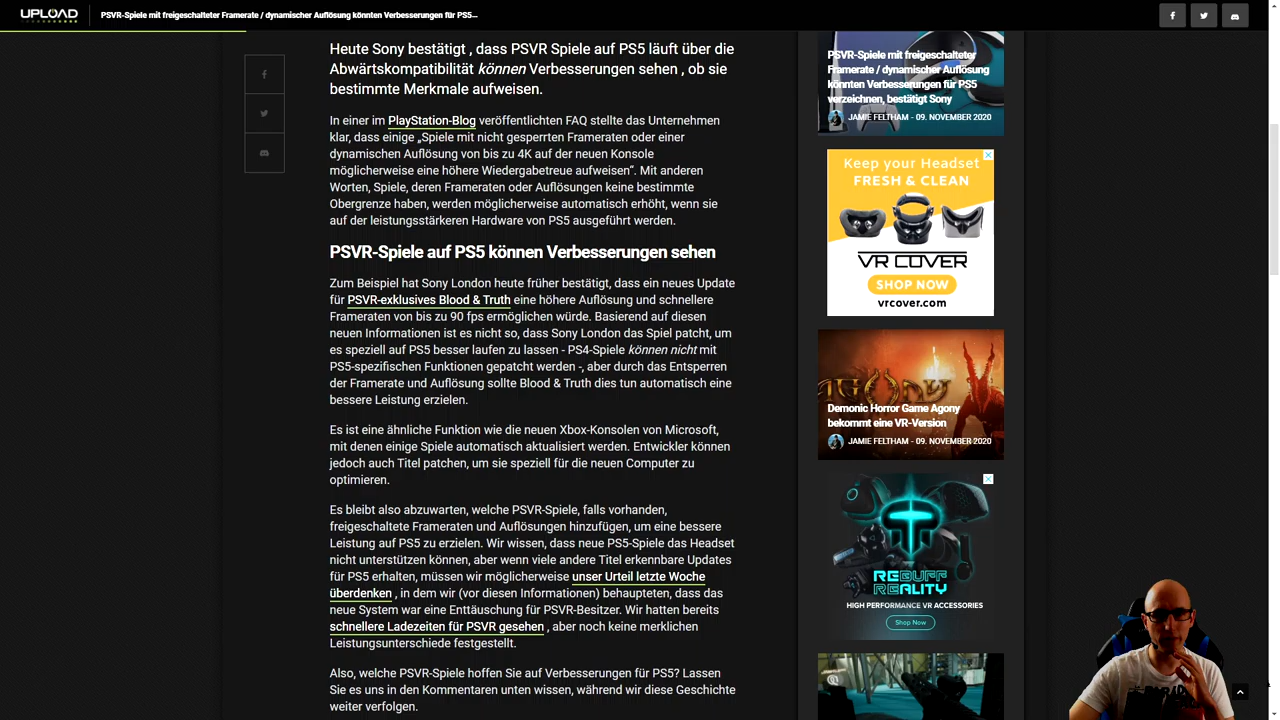 UPLOAD
PSVR-Spiele mit freigeschalteter Framerate / dynamischer Auflösung könnten Verbesserungen für PS5...
Heute Sony bestätigt , dass PSVR Spiele auf PS5 läuft über die
Abwärtskompatibilität können Verbesserungen sehen , ob sie
bestimmte Merkmale aufweisen.
In einer im PlayStation-Blog veröffentlichten FAQ stellte das Unternehmen
klar, dass einige „Spiele mit nicht gesperrten Frameraten oder einer
dynamischen Auflösung von bis zu 4K auf der neuen Konsole
möglicherweise eine höhere Wiedergabetreue aufweisen“. Mit anderen
Worten, Spiele, deren Frameraten oder Auflösungen keine bestimmte
Obergrenze haben, werden möglicherweise automatisch erhöht, wenn sie
auf der leistungsstärkeren Hardware von PS5 ausgeführt werden.
PSVR-Spiele auf PS5 können Verbesserungen sehen
Zum Beispiel hat Sony London heute früher bestätigt, dass ein neues Update
für PSVR-exklusives Blood & Truth eine höhere Auflösung und schnellere
Frameraten von bis zu 90 fps ermöglichen würde. Basierend auf diesen
neuen Informationen ist es nicht so, dass Sony London das Spiel patcht, um
es speziell auf PS5 besser laufen zu lassen - PS4-Spiele können nicht mit
PS5-spezifischen Funktionen gepatcht werden -, aber durch das Entsperren
der Framerate und Auflösung sollte Blood & Truth dies tun automatisch eine
bessere Leistung erzielen.
Es ist eine ähnliche Funktion wie die neuen Xbox-Konsolen von Microsoft,
mit denen einige Spiele automatisch aktualisiert werden. Entwickler können
jedoch auch Titel patchen, um sie speziell für die neuen Computer zu
optimieren.
Es bleibt also abzuwarten, welche PSVR-Spiele, falls vorhanden,
freigeschaltete Frameraten und Auflösungen hinzufügen, um eine bessere
Leistung auf PS5 zu erzielen. Wir wissen, dass neue PS5-Spiele das Headset
nicht unterstützen können, aber wenn viele andere Titel erkennbare Updates
für PS5 erhalten, müssen wir möglicherweise unser Urteil letzte Woche
überdenken , in dem wir (vor diesen Informationen) behaupteten, dass das
neue System war eine Enttäuschung für PSVR-Besitzer. Wir hatten bereits
schnellere Ladezeiten für PSVR gesehen , aber noch keine merklichen
Leistungsunterschiede festgestellt.
Also, welche PSVR-Spiele hoffen Sie auf Verbesserungen für PS5? Lassen
Sie es uns in den Kommentaren unten wissen, während wir diese Geschichte
weiter verfolgen.
PSVR-Spiele mit freigeschalteter
Framerate / dynamischer Auflösung
könnten Verbesserungen für PS5
verzeichnen, bestätigt Sony
JAMIE FELTHAM - 09. NOVEMBER 2020
Keep your Headset
FRESH & CLEAN
VR COVER
SHOP NOW
vrcover.com
AGONY
Demonic Horror Game Agony
bekommt eine VR-Version
JAMIE FELTHAM - 09. NOVEMBER 2020
REBUFF
REALITY
HIGH PERFORMANCE VR ACCESSORIES
Shop Now